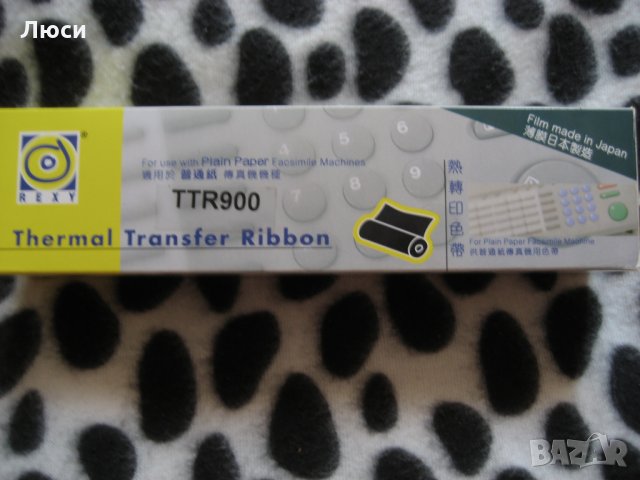 Люси
REXY
®
For use with Plain Paper Facsimile Machines
適用於 普通紙 傳真機機種
TTR900
Thermal Transfer Ribbon
熱轉印色帶
Film made in Japan
薄膜日本製造
For Plain Paper Facsimile Machine
供普通紙傳真機用色帶
BAZAR